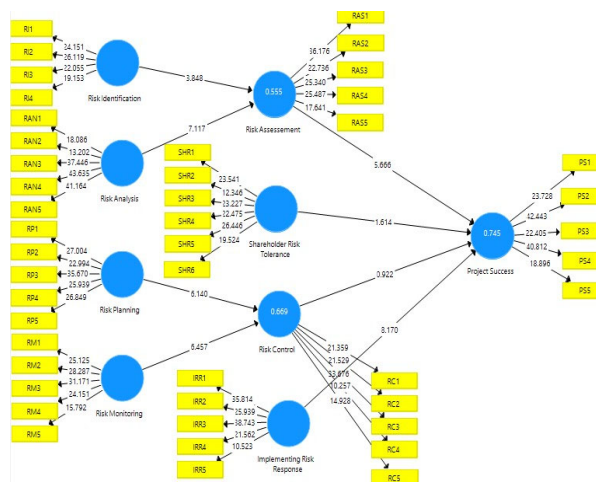 RI1
RI2
RI3
RI4
24.151
26.119
22.055
19.153
Risk Identification
3.848
RAN1
RAN2
RAN3
RAN4
RAN5
18.086
13.202
37.446
43.635
41.164
Risk Analysis
7.117
RP1
RP2
RP3
RP4
RP5
27.004
22.994
35.670
25.939
26.849
Risk Planning
6.140
RM1
RM2
RM3
RM4
RM5
25.125
28.287
31.171
24.151
15.792
Risk Monitoring
6.457
RAS1
RAS2
RAS3
RAS4
RAS5
36.176
22.736
25.340
25.487
17.641
0.555
Risk Assessement
5.666
SHR1
SHR2
SHR3
SHR4
SHR5
SHR6
23.541
12.346
23.227
22.475
26.446
19.524
Shareholder Risk
Tolerance
1.614
0.669
Risk Control
0.922
21.359
21.529
33.676
10.257
14.928
RC1
RC2
RC3
RC4
RC5
IRR1
IRR2
IRR3
IRR4
IRR5
35.814
25.939
38.743
21.562
10.523
Implementing Risk
Response
8.170
0.745
Project Success
23.728
42.443
22.405
40.812
18.896
PS1
PS2
PS3
PS4
PS5